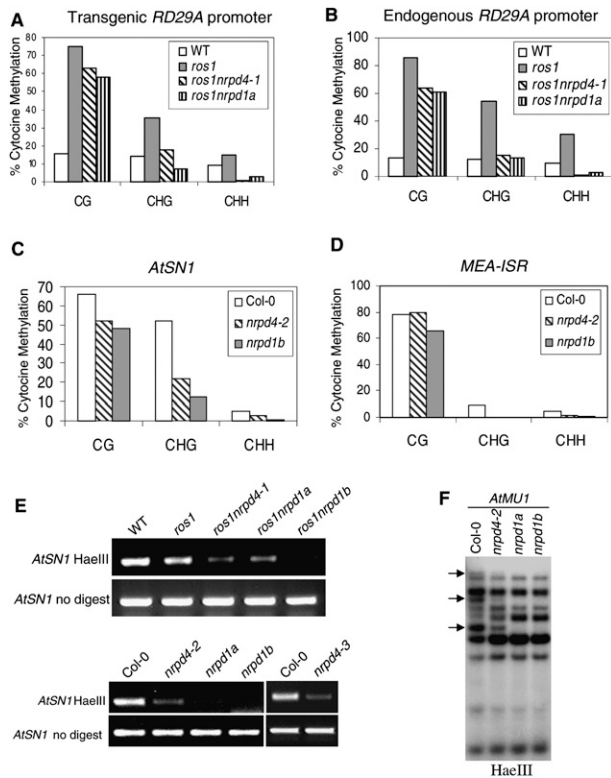 A
Transgenic RD29A promoter
% Cytocine Methylation
80
70
60
50
40
30
20
10
0
WT
ros1
ros1nrpd4-1
ros1nrpd1a
CG
CHG
CHH
B
Endogenous RD29A promoter
% Cytocine Methylation
100
80
60
40
20
0
WT
ros1
ros1nrpd4-1
ros1nrpd1a
CG
CHG
CHH
C
AtSN1
% Cytocine Methylation
70
60
50
40
30
20
10
0
Col-0
nrpd4-2
nrpd1b
CG
CHG
CHH
D
MEA-ISR
% Cytocine Methylation
100
80
60
40
20
0
Col-0
nrpd4-2
nrpd1b
CG
CHG
CHH
E
WT
ros1
ros1nrpd4-1
ros1nrpd1a
ros1nrpd1b
AtSN1 HaeIII
AtSN1 no digest
Col-0
nrpd4-2
nrpd1a
nrpd1b
Col-0
nrpd4-3
AtSN1 HaeIII
AtSN1 no digest
F
AtMU1
Col-0
nrpd4-2
nrpd1a
nrpd1b
HaeIII